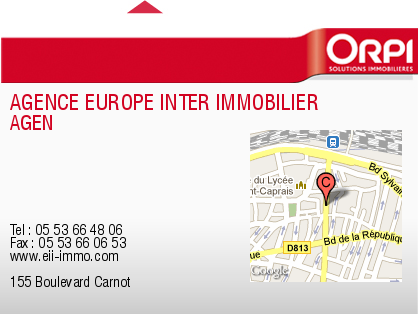 ORPI
SOLUTIONS IMMOBILIÈRES
AGENCE EUROPE INTER IMMOBILIER
AGEN
Bd Sylvain
du Lycée
nt-Caprais
C
Bd de la République
D813
Google
Tel : 05 53 66 48 06
Fax : 05 53 66 06 53
www.eii-immo.com
155 Boulevard Carnot